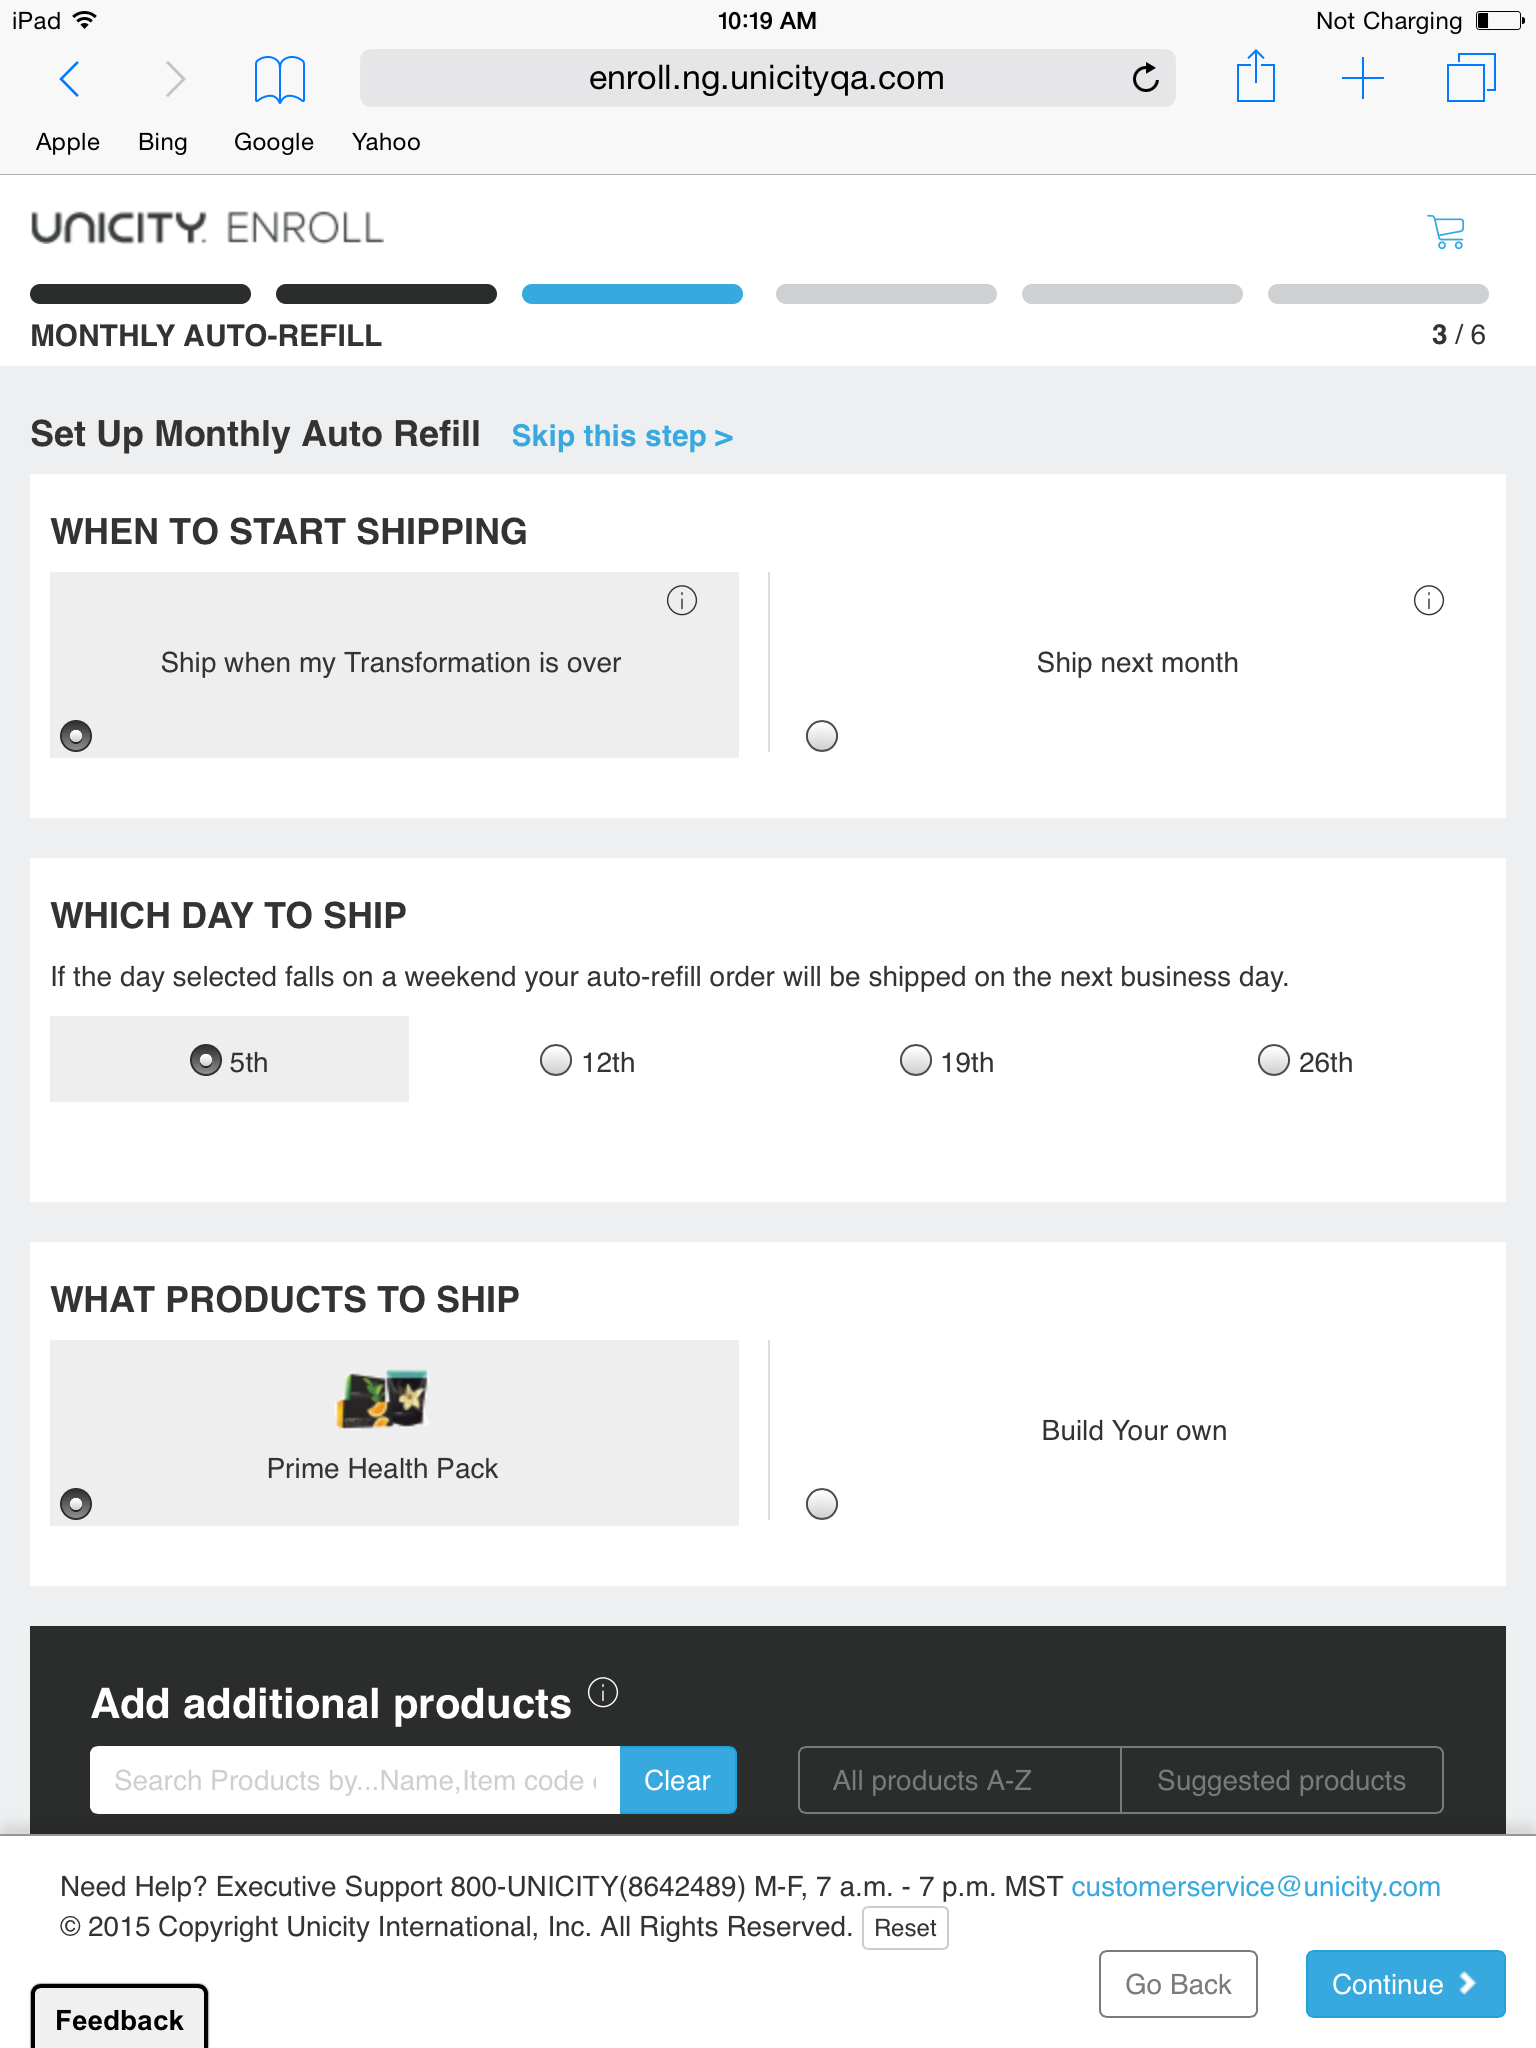 iPad
10:19 AM
Not Charging
enroll.ng.unicityqa.com
Apple Bing Google Yahoo
UNICITY. ENROLL
MONTHLY AUTO-REFILL
3 / 6
Set Up Monthly Auto Refill Skip this step >
WHEN TO START SHIPPING
Ship when my Transformation is over
Ship next month
WHICH DAY TO SHIP
If the day selected falls on a weekend your auto-refill order will be shipped on the next business day.
5th 12th 19th 26th
WHAT PRODUCTS TO SHIP
Prime Health Pack
Build Your own
Add additional products
Search Products by...Name,Item code
Clear
All products A-Z
Suggested products
Need Help? Executive Support 800-UNICITY(8642489) M-F, 7 a.m. - 7 p.m. MST customerservice@unicity.com
© 2015 Copyright Unicity International, Inc. All Rights Reserved. Reset
Go Back
Continue
Feedback